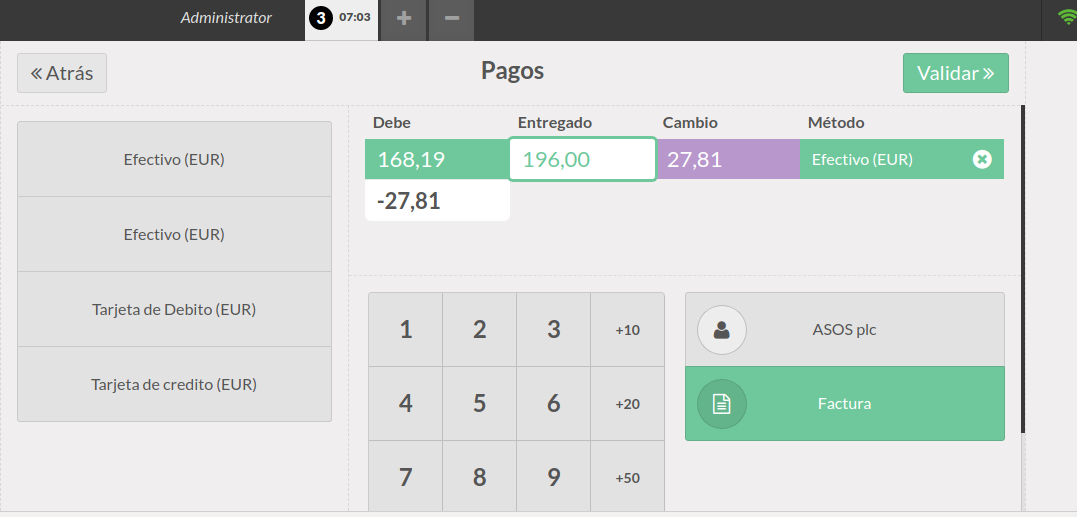 Administrator 3 07:03 + −
Atrás
Pagos
Validar
Efectivo (EUR)
Efectivo (EUR)
Tarjeta de Debito (EUR)
Tarjeta de credito (EUR)
Debe Entregado Cambio Método
168,19 196,00 27,81 Efectivo (EUR)
-27,81
1 2 3 +10
4 5 6 +20
7 8 9 +50
ASOS plc
Factura